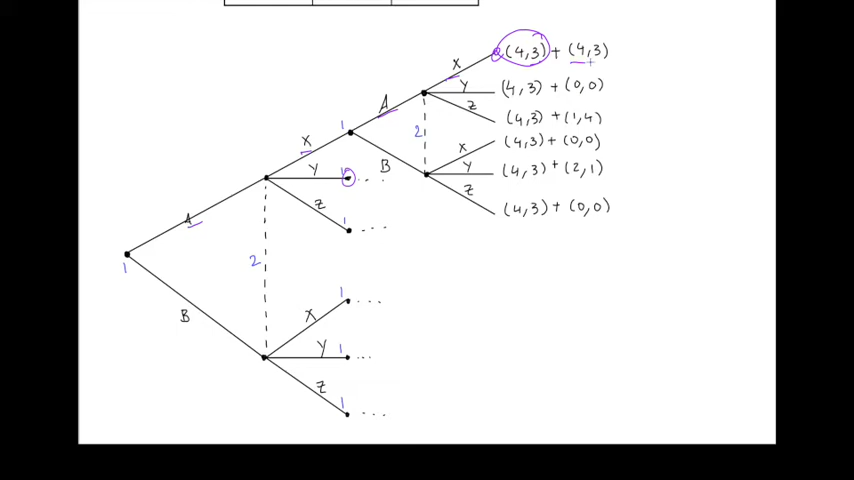 X (4,3) + (4,3)
A Y (4,3) + (0,0)
Z (4,3) + (1,4)
1 2 X (4,3) + (0,0)
X B Y (4,3) + (2,1)
Y ...
Z (4,3) + (0,0)
A Z
1 ...
1 2
1 ...
B X
Y 1 ...
Z
1 ...